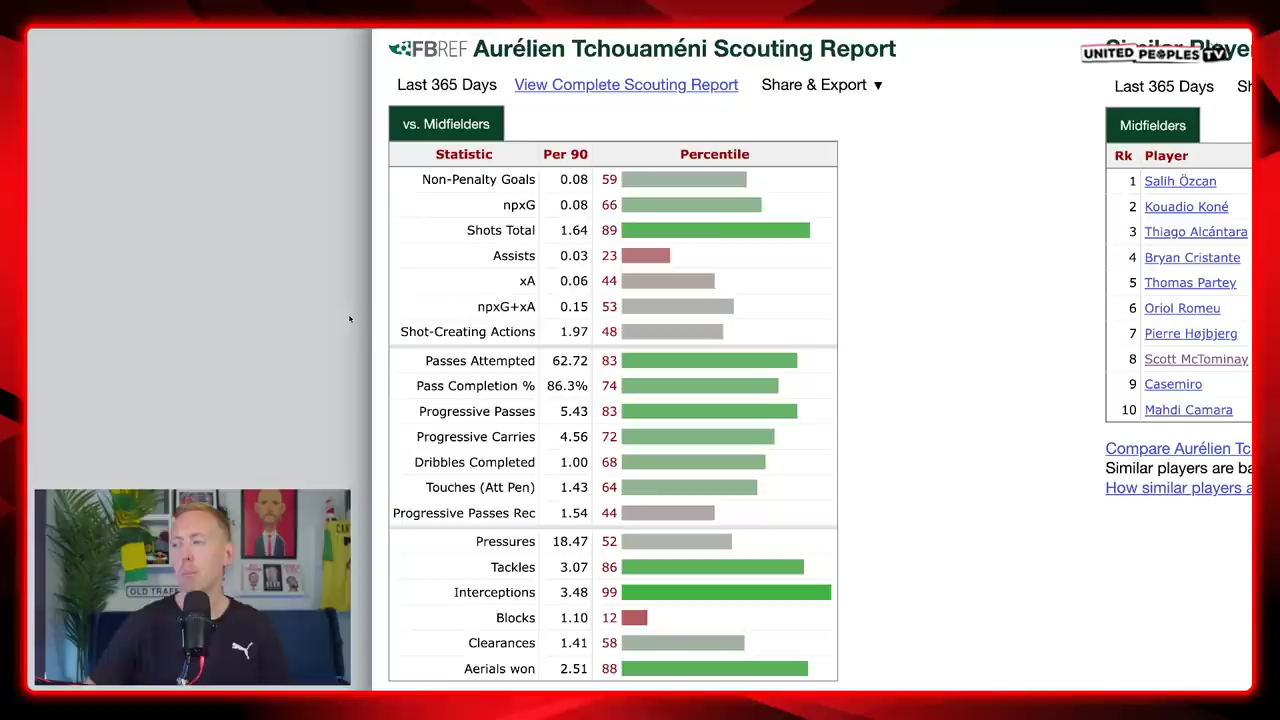 FBREF Aurélien Tchouaméni Scouting Report
UNITED PEOPLES TV
Last 365 Days View Complete Scouting Report Share & Export ▼
vs. Midfielders
Statistic Per 90 Percentile
Non-Penalty Goals 0.08 59
npxG 0.08 66
Shots Total 1.64 89
Assists 0.03 23
xA 0.06 44
npxG+xA 0.15 53
Shot-Creating Actions 1.97 48
Passes Attempted 62.72 83
Pass Completion % 86.3% 74
Progressive Passes 5.43 83
Progressive Carries 4.56 72
Dribbles Completed 1.00 68
Touches (Att Pen) 1.43 64
Progressive Passes Rec 1.54 44
Pressures 18.47 52
Tackles 3.07 86
Interceptions 3.48 99
Blocks 1.10 12
Clearances 1.41 58
Aerials won 2.51 88
Last 365 Days Sh
Midfielders
Rk Player
1 Salih Özcan
2 Kouadio Koné
3 Thiago Alcántara
4 Bryan Cristante
5 Thomas Partey
6 Oriol Romeu
7 Pierre Højbjerg
8 Scott McTominay
9 Casemiro
10 Mahdi Camara
Compare Aurélien Tc
Similar players are ba
How similar players a
OLD TRAFF